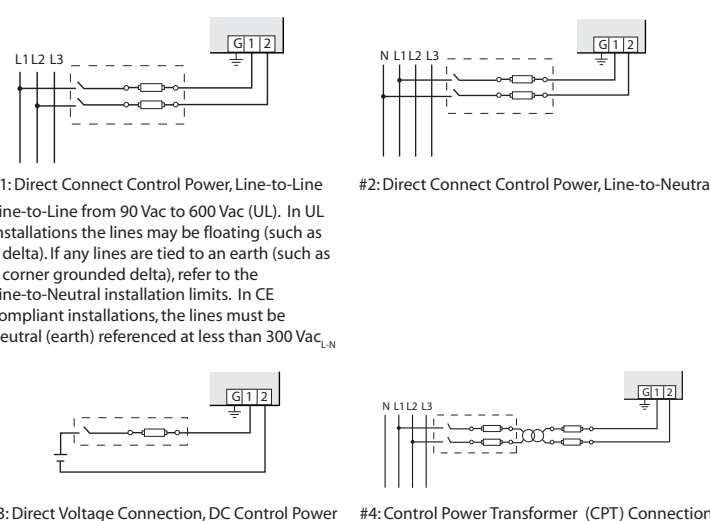 G 1 2
L1 L2 L3
G 1 2
N L1 L2 L3
1: Direct Connect Control Power, Line-to-Line
#2: Direct Connect Control Power, Line-to-Neutra
ine-to-Line from 90 Vac to 600 Vac (UL). In UL
nstallations the lines may be floating (such as
delta). If any lines are tied to an earth (such as
corner grounded delta), refer to the
ine-to-Neutral installation limits. In CE
ompliant installations, the lines must be
eutral (earth) referenced at less than 300 Vac L-N
G 1 2
G 1 2
N L1 L2 L3
3: Direct Voltage Connection, DC Control Power
#4: Control Power Transformer (CPT) Connection